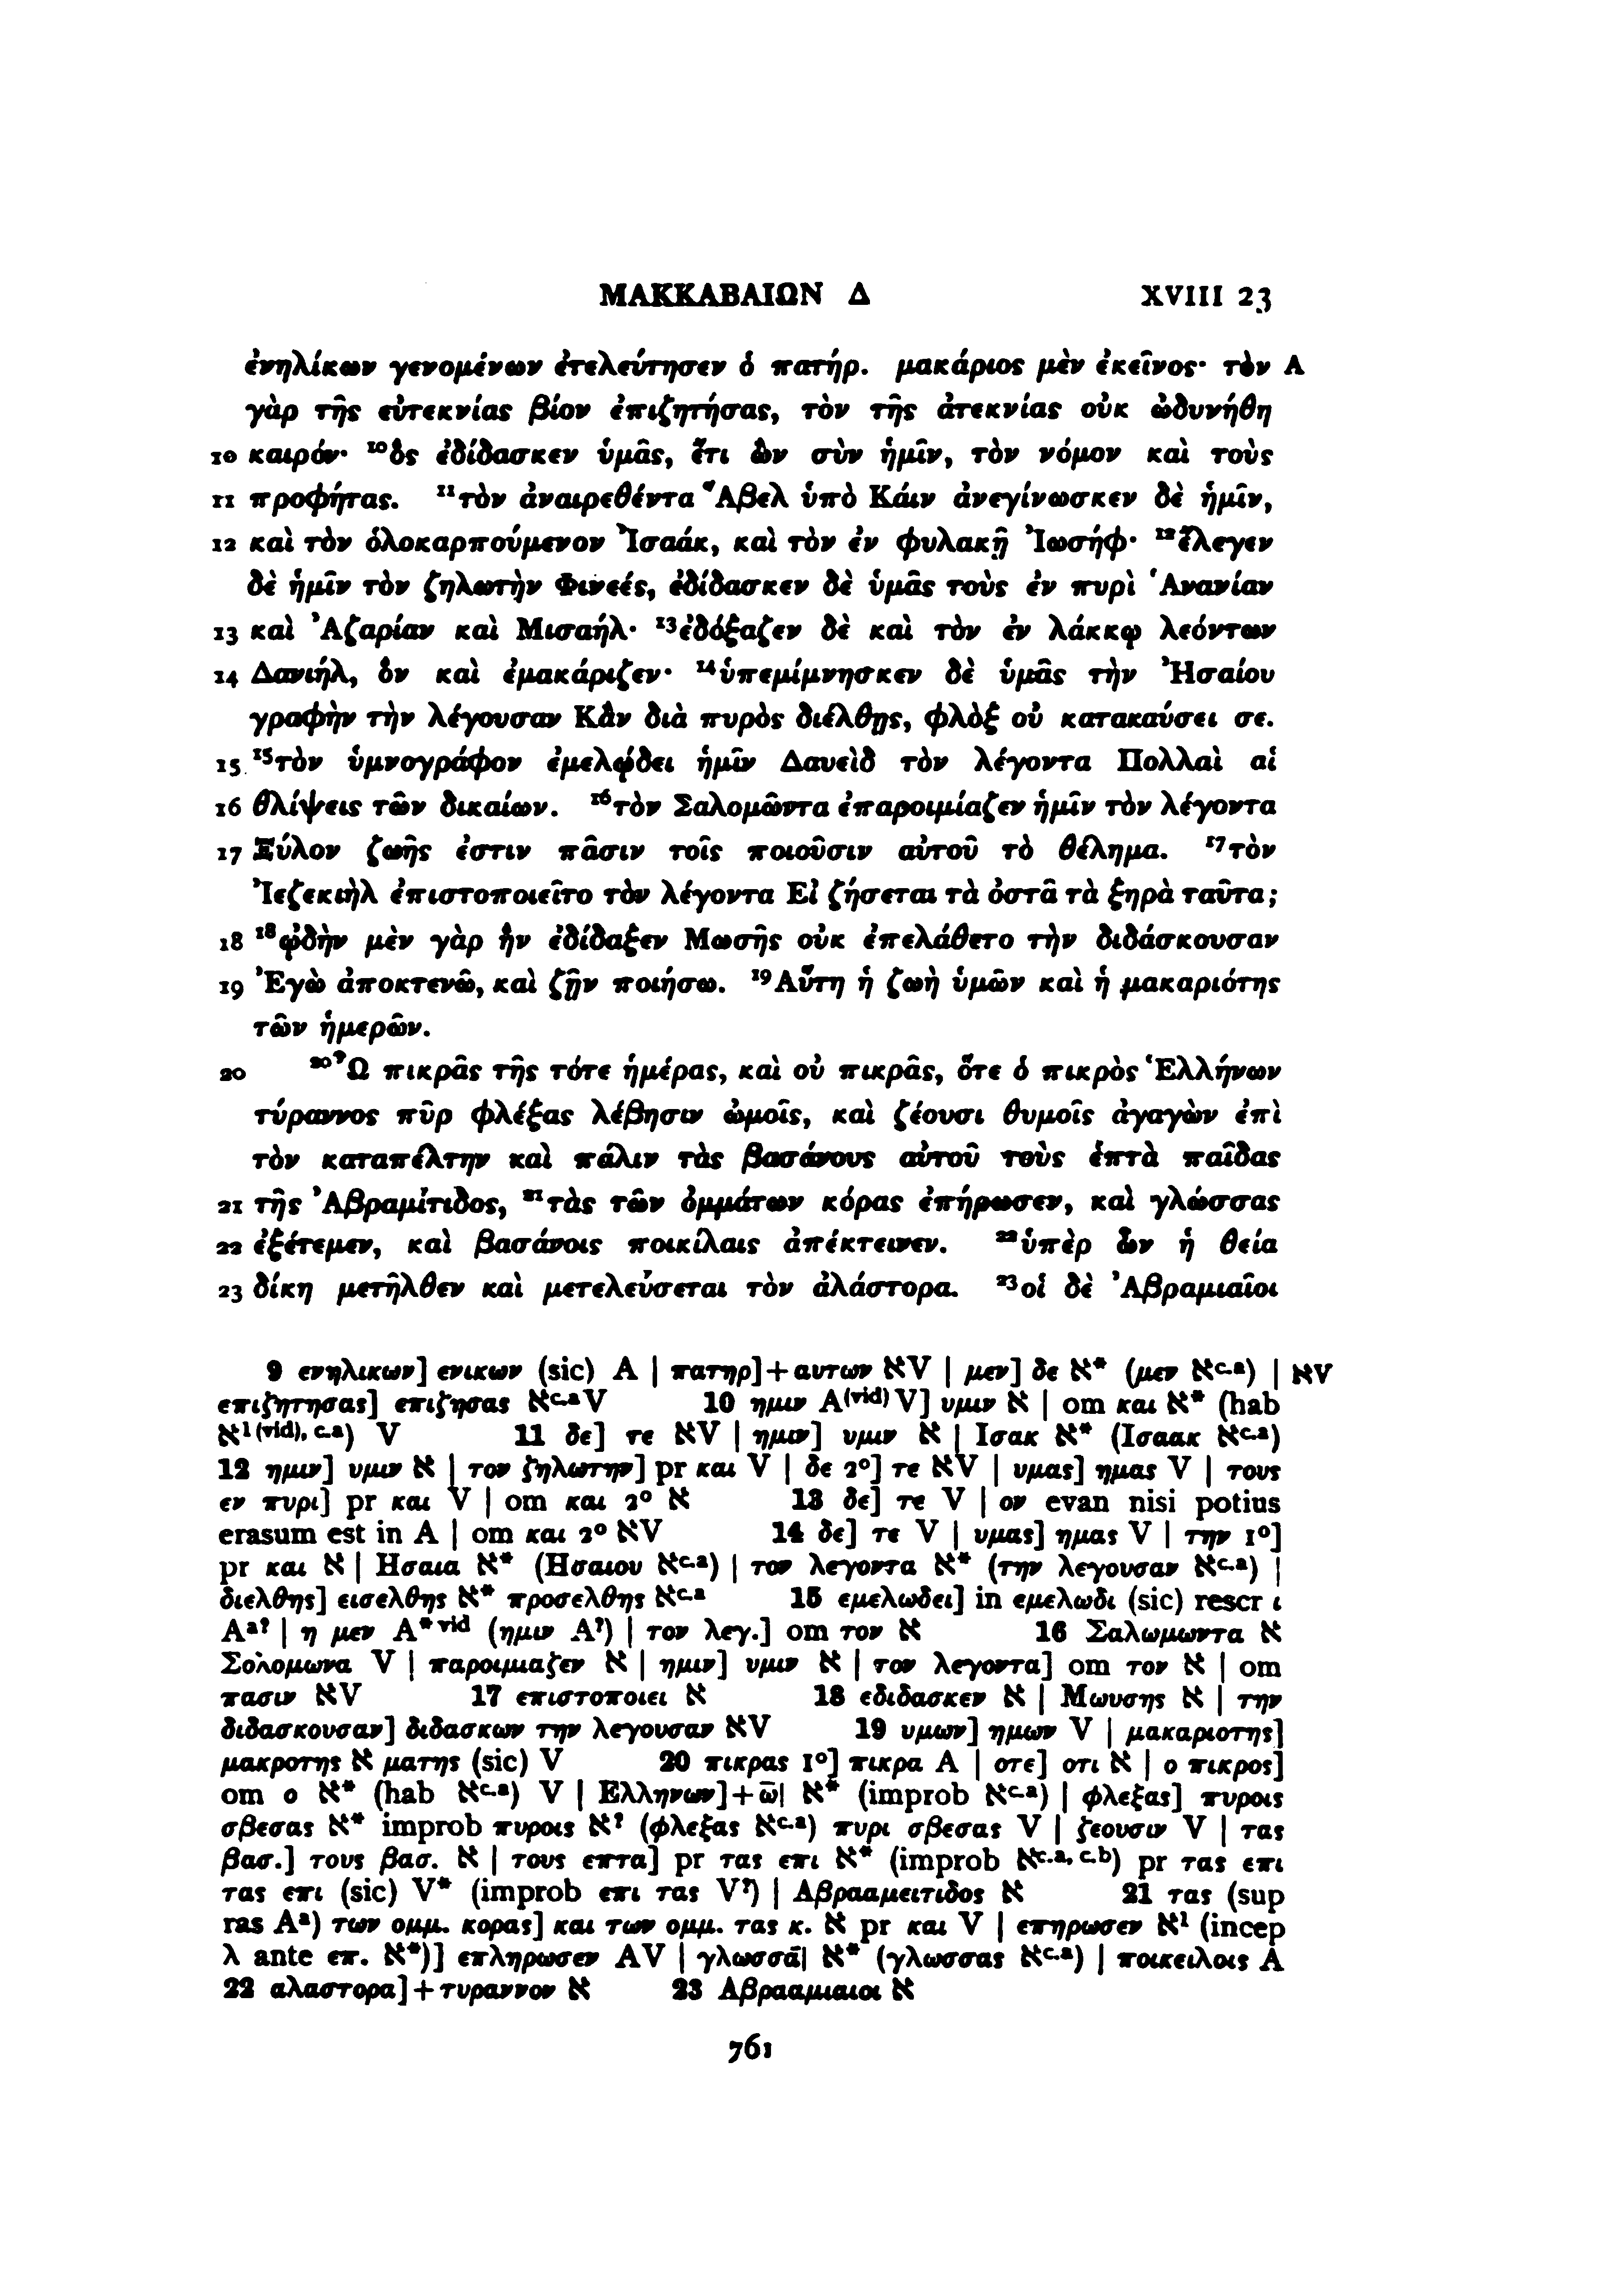 ΜΑΚΚΑΒΑΙΩΝ Δ XVIII 23
ἐνηλίκων γενομένων ἐτελεύτησεν ὁ πατήρ. μακάριος μὲν ἐκεῖνος· τὸν A
γὰρ τῆς εὐτεκνίας βίον ἐπιζητήσας, τὸν τῆς ἀτεκνίας οὐκ ὠδυνήθη
10 καιρόν· ¹⁰ὃς ἐδίδασκεν ὑμᾶς, ἔτι ὢν σὺν ἡμῖν, τὸν νόμον καὶ τοὺς
11 προφήτας. ¹¹τὸν ἀναιρεθέντα Ἅβελ ὑπὸ Κάιν ἀνεγίνωσκεν δὲ ἡμῖν,
12 καὶ τὸν ὁλοκαρπούμενον Ἰσαάκ, καὶ τὸν ἐν φυλακῇ Ἰωσήφ· ¹²ἔλεγεν
δὲ ἡμῖν τὸν ζηλωτὴν Φινεές, ἐδίδασκεν δὲ ὑμᾶς τοὺς ἐν πυρὶ Ἁνανίαν
13 καὶ Ἀζαρίαν καὶ Μισαήλ· ¹³ἐδόξαζεν δὲ καὶ τὸν ἐν λάκκῳ λεόντων
14 Δανιήλ, ὃν καὶ ἐμακάριζεν· ¹⁴ὑπεμίμνησκεν δὲ ὑμᾶς τὴν Ἠσαίου
γραφὴν τὴν λέγουσαν Κἂν διὰ πυρὸς διέλθῃς, φλὸξ οὐ κατακαύσει σε.
15 ¹⁵τὸν ὑμνογράφον ἐμελῴδει ἡμῖν Δαυεὶδ τὸν λέγοντα Πολλαὶ αἱ
16 θλίψεις τῶν δικαίων. ¹⁶τὸν Σαλομῶντα ἐπαροιμίαζεν ἡμῖν τὸν λέγοντα
17 Ξύλον ζωῆς ἐστιν πᾶσιν τοῖς ποιοῦσιν αὐτοῦ τὸ θέλημα. ¹⁷τὸν
Ἰεζεκιὴλ ἐπιστοποιεῖτο τὸν λέγοντα Εἰ ζήσεται τὰ ὀστᾶ τὰ ξηρὰ ταῦτα;
18 ¹⁸ᾠδὴν μὲν γὰρ ἣν ἐδίδαξεν Μωσῆς οὐκ ἐπελάθετο τὴν διδάσκουσαν
19 Ἐγὼ ἀποκτενῶ, καὶ ζῇν ποιήσω. ¹⁹Αὕτη ἡ ζωὴ ὑμῶν καὶ ἡ μακαριότης
τῶν ἡμερῶν.
20 ²⁰Ὦ πικρᾶς τῆς τότε ἡμέρας, καὶ οὐ πικρᾶς, ὅτε ὁ πικρὸς Ἑλλήνων
τύραννος πῦρ φλέξας λέβησιν ὠμοῖς, καὶ ζέουσι θυμοῖς ἀγαγὼν ἐπὶ
τὸν καταπέλτην καὶ πάλιν τὰς βασάνους αὐτοῦ τοὺς ἑπτὰ παῖδας
21 τῆς Ἀβραμίτιδος, ²¹τὰς τῶν ὀμμάτων κόρας ἐπήρωσεν, καὶ γλώσσας
22 ἐξέτεμεν, καὶ βασάνοις ποικίλαις ἀπέκτεινεν. ²²ὑπὲρ ὧν ἡ θεία
23 δίκη μετῆλθεν καὶ μετελεύσεται τὸν ἀλάστορα. ²³οἱ δὲ Ἀβραμιαῖοι
9 ενηλικων] ενικων (sic) A | πατηρ]+αυτων אV | μεν] δε א* (μεν אᶜ·ᵃ) | אV
επιζητησας] επιζησας אᶜ·ᵃV 10 ημιν A⁽ᵛⁱᵈ⁾V] υμιν א | om και א* (hab
א¹⁽ᵛⁱᵈ⁾, ᶜ·ᵃ) V 11 δε] τε אV | ημιν] υμιν א | Ισακ א* (Ισαακ אᶜ·ᵃ)
12 ημιν] υμιν א | τον ζηλωτην] pr και V | δε 2°] τε אV | υμας] ημας V | τους
εν πυρι] pr και V | om και 2° א 13 δε] τε V | ον evan nisi potius
erasum est in A | om και 2° אV 14 δε] τε V | υμας] ημας V | την 1°]
pr και א | Ησαια א* (Ησαιου אᶜ·ᵃ) | τον λεγοντα א* (την λεγουσαν אᶜ·ᵃ) |
διελθης] εισελθης א* προσελθης אᶜ·ᵃ 15 εμελωδει] in εμελωδι (sic) rescr ι
Aᵃ? | η μεν A*ᵛⁱᵈ (ημιν A?) | τον λεγ.] om τον א 16 Σαλωμωντα א
Σολομωνα V | παροιμιαζεν א | ημιν] υμιν א | τον λεγοντα] om τον א | om
πασιν אV 17 επιστοποιει א 18 εδιδασκεν א | Μωυσης א | την
διδασκουσαν] διδασκων την λεγουσαν אV 19 υμων] ημων V | μακαριοτης]
μακροτης א ματης (sic) V 20 πικρας 1°] πικρα A | οτε] οτι א | ο πικρος]
om ο א* (hab אᶜ·ᵃ) V | Ελληνων]+ω̄| א* (improb אᶜ·ᵃ) | φλεξας] πυροις
σβεσας א* improb πυροις א? (φλεξας אᶜ·ᵃ) πυρι σβεσας V | ζεουσιν V | τας
βασ.] τους βασ. א | τους επτα] pr τας επι א* (improb אᶜ·ᵃ, ᶜ·ᵇ) pr τας επι
τας επι (sic) V* (improb επι τας V?) | Αβρααμειτιδος א 21 τας (sup
ras Aᵃ) των ομμ. κορας] και των ομμ. τας κ. א pr και V | επηρωσεν א¹ (incep
λ ante επ. א*)] επληρωσεν AV | γλωσσᾱ| א* (γλωσσας אᶜ·ᵃ) | ποικειλοις A
22 αλαστορα]+τυραννον א 23 Αβρααμιαιοι א
761